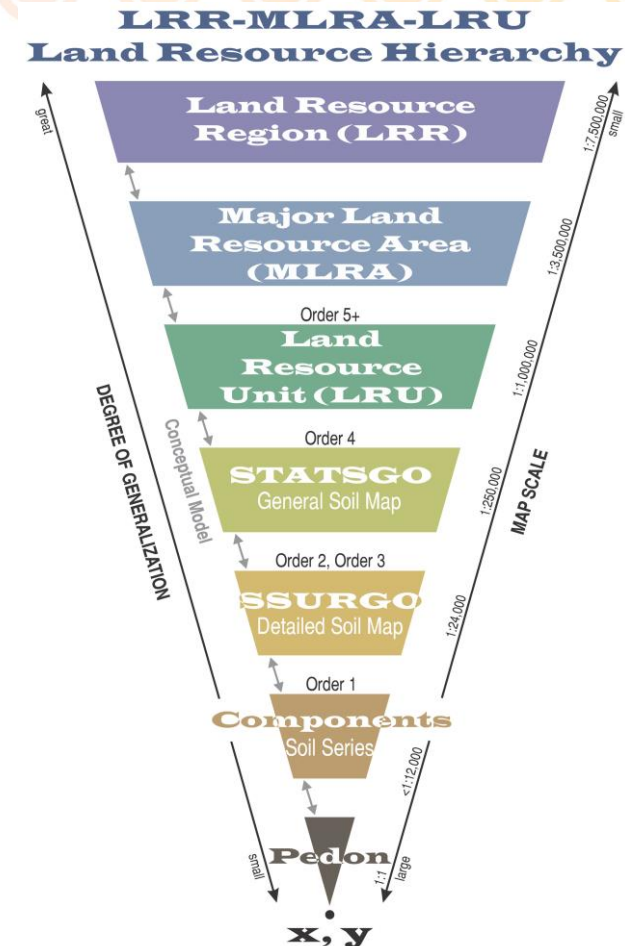 LRR-MLRA-LRU
Land Resource Hierarchy
great
small
Land Resource
Region (LRR)
1:7,500,000
Major Land
Resource Area
(MLRA)
1:3,500,000
Order 5+
Land
Resource
Unit (LRU)
1:1,000,000
DEGREE OF GENERALIZATION
Conceptual Model
MAP SCALE
Order 4
STATSGO
General Soil Map
1:250,000
Order 2, Order 3
SSURGO
Detailed Soil Map
1:24,000
Order 1
Components
Soil Series
<1:12,000
Pedon
small
1:1
large
x, y